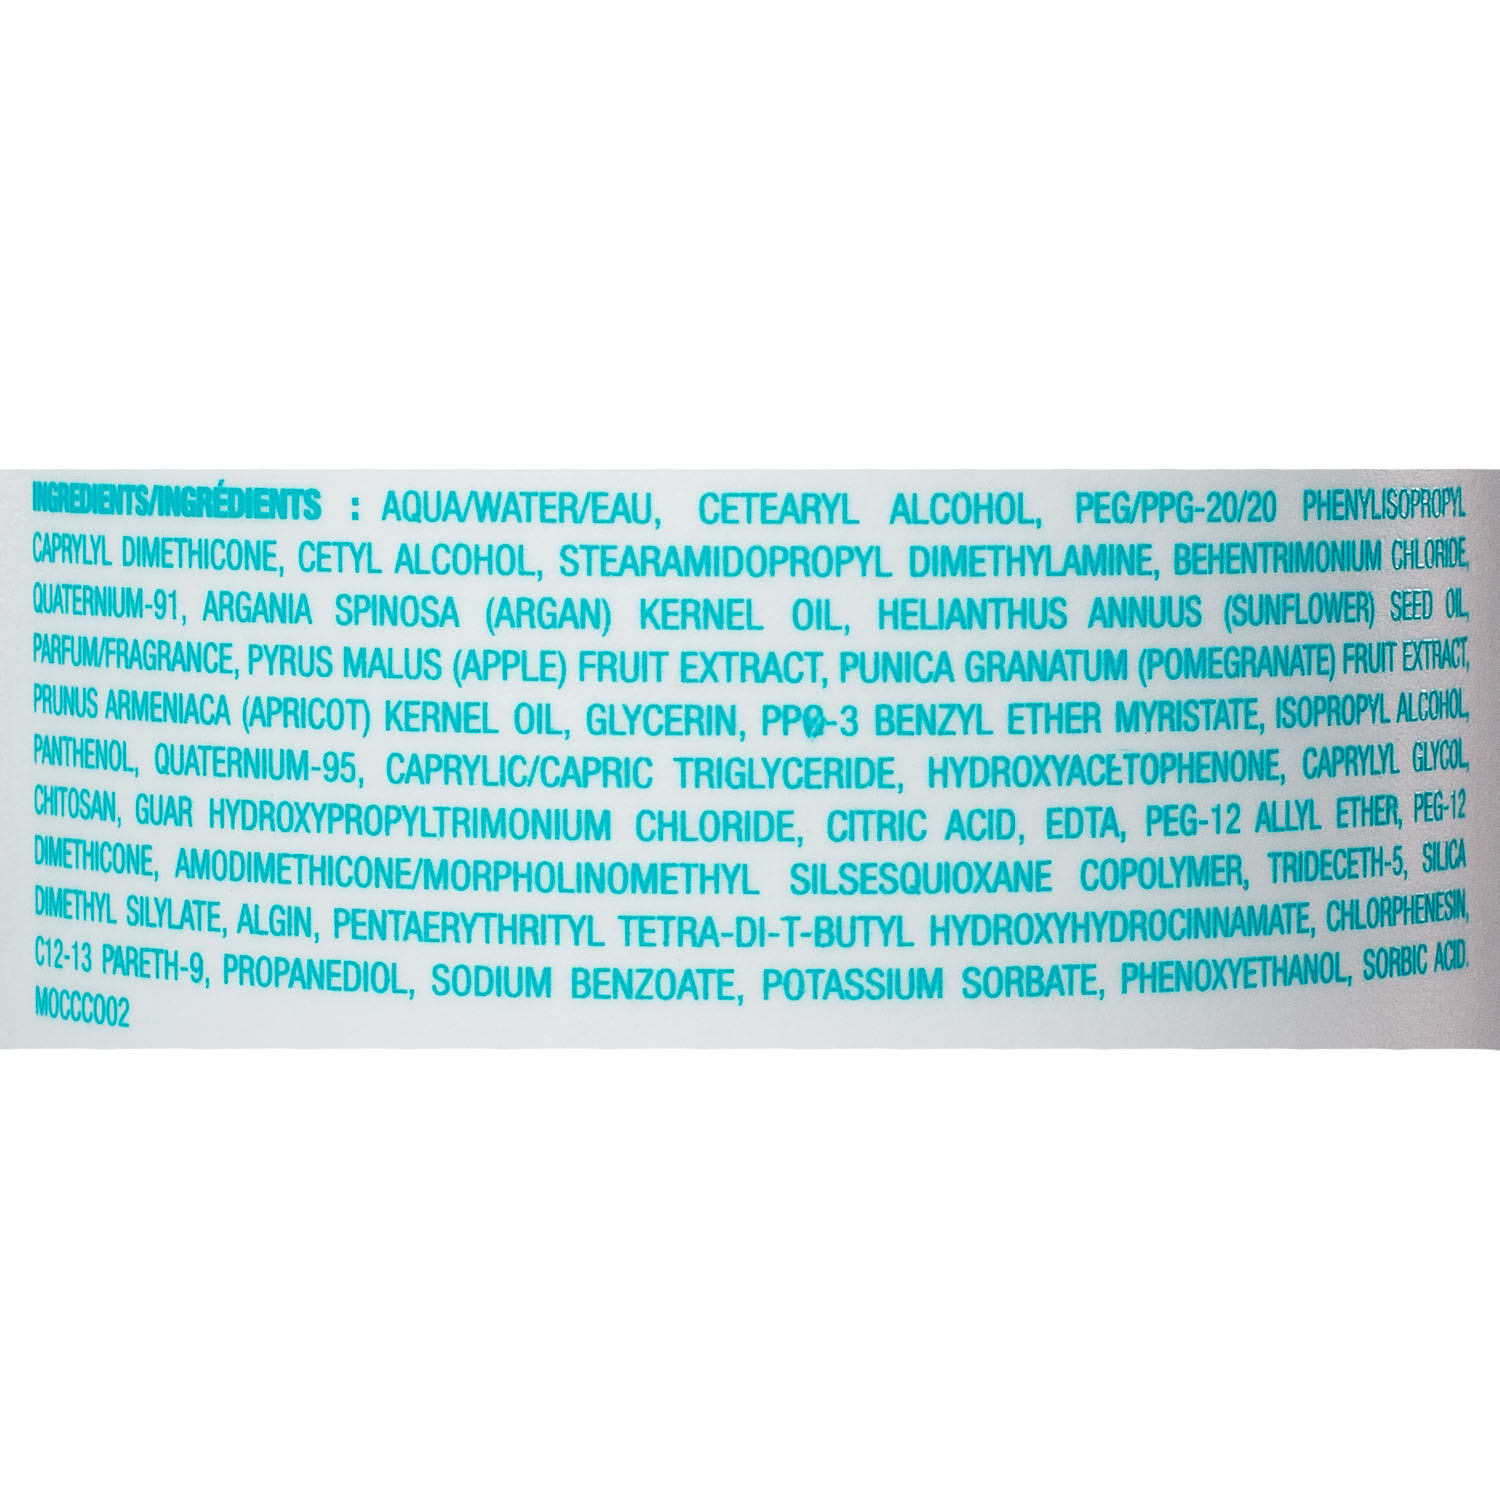 INGREDIENTS/INGRÉDIENTS : AQUA/WATER/EAU, CETEARYL ALCOHOL, PEG/PPG-20/20 PHENYLISOPROPYL
CAPRYLYL DIMETHICONE, CETYL ALCOHOL, STEARAMIDOPROPYL DIMETHYLAMINE, BEHENTRIMONIUM CHLORIDE,
QUATERNIUM-91, ARGANIA SPINOSA (ARGAN) KERNEL OIL, HELIANTHUS ANNUUS (SUNFLOWER) SEED OIL,
PARFUM/FRAGRANCE, PYRUS MALUS (APPLE) FRUIT EXTRACT, PUNICA GRANATUM (POMEGRANATE) FRUIT EXTRACT,
PRUNUS ARMENIACA (APRICOT) KERNEL OIL, GLYCERIN, PPG-3 BENZYL ETHER MYRISTATE, ISOPROPYL ALCOHOL,
PANTHENOL, QUATERNIUM-95, CAPRYLIC/CAPRIC TRIGLYCERIDE, HYDROXYACETOPHENONE, CAPRYLYL GLYCOL,
CHITOSAN, GUAR HYDROXYPROPYLTRIMONIUM CHLORIDE, CITRIC ACID, EDTA, PEG-12 ALLYL ETHER, PEG-12
DIMETHICONE, AMODIMETHICONE/MORPHOLINOMETHYL SILSESQUIOXANE COPOLYMER, TRIDECETH-5, SILICA
DIMETHYL SILYLATE, ALGIN, PENTAERYTHRITYL TETRA-DI-T-BUTYL HYDROXYHYDROCINNAMATE, CHLORPHENESIN,
C12-13 PARETH-9, PROPANEDIOL, SODIUM BENZOATE, POTASSIUM SORBATE, PHENOXYETHANOL, SORBIC ACID.
MOCCCO02